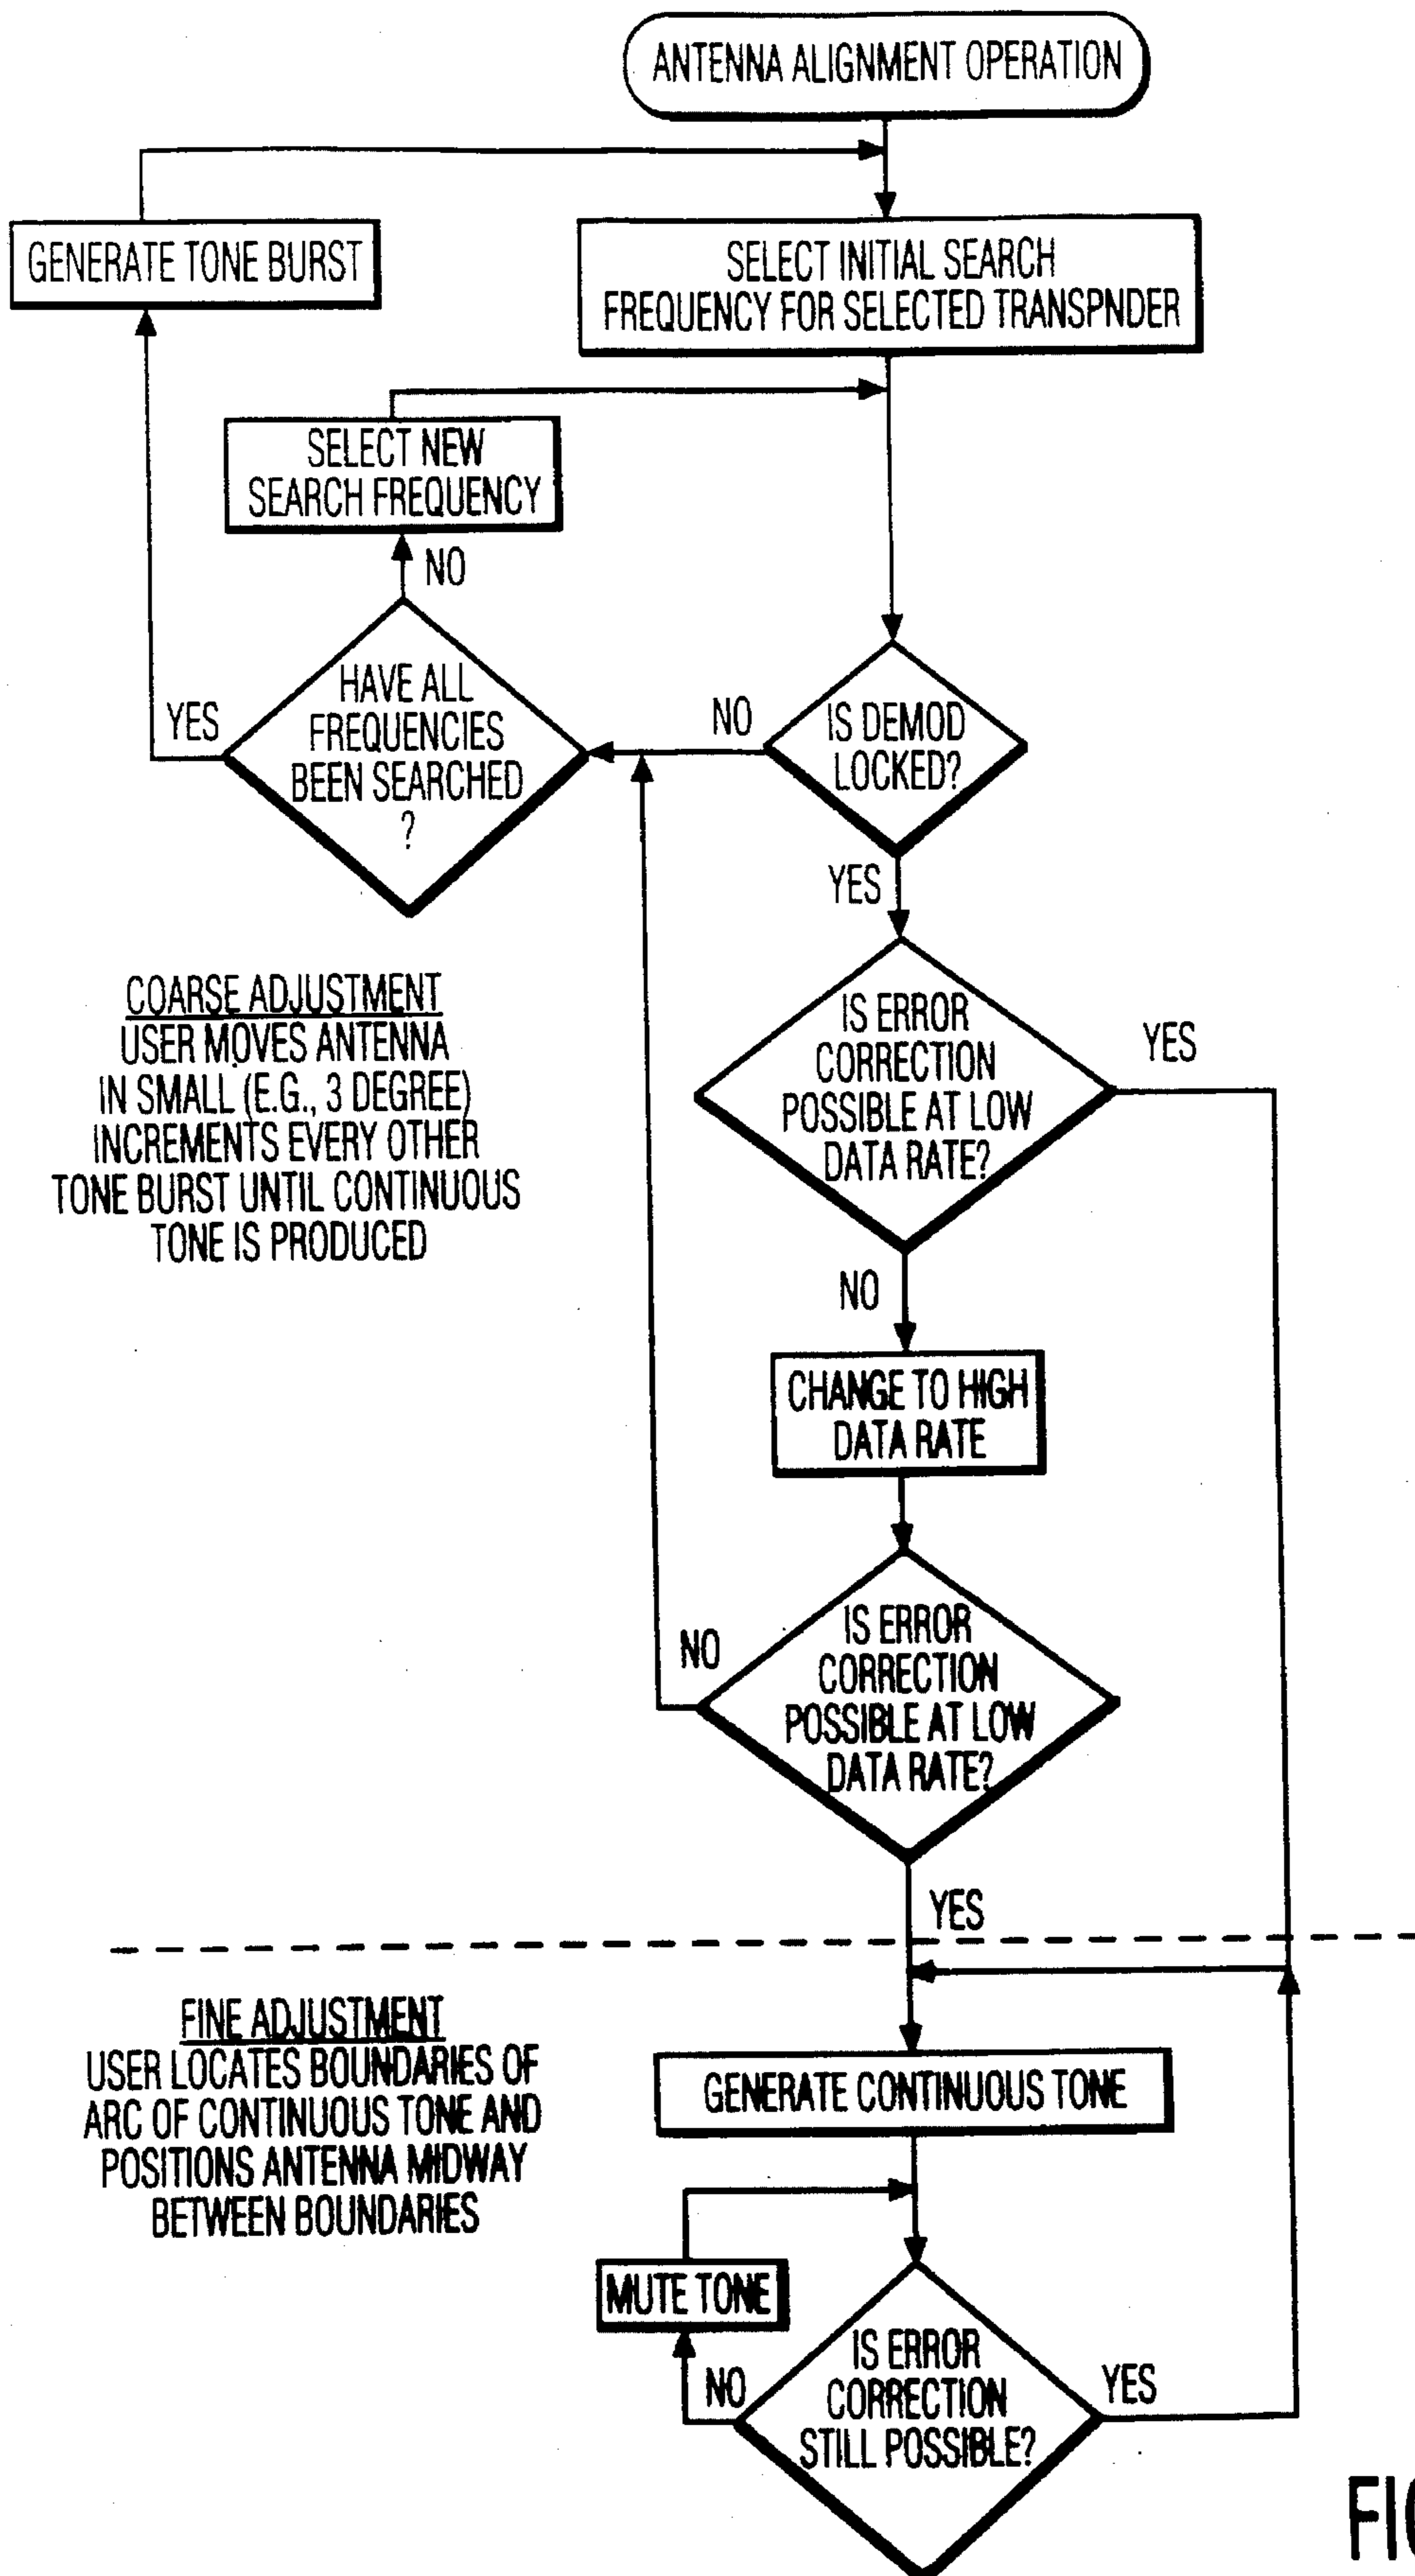 ANTENNA ALIGNMENT OPERATION
GENERATE TONE BURST
SELECT INITIAL SEARCH
FREQUENCY FOR SELECTED TRANSPNDER
SELECT NEW
SEARCH FREQUENCY
NO
HAVE ALL
FREQUENCIES
BEEN SEARCHED
?
YES
NO
IS DEMOD
LOCKED?
YES
COARSE ADJUSTMENT
USER MOVES ANTENNA
IN SMALL (E.G., 3 DEGREE)
INCREMENTS EVERY OTHER
TONE BURST UNTIL CONTINUOUS
TONE IS PRODUCED
IS ERROR
CORRECTION
POSSIBLE AT LOW
DATA RATE?
YES
NO
CHANGE TO HIGH
DATA RATE
NO
IS ERROR
CORRECTION
POSSIBLE AT LOW
DATA RATE?
YES
FINE ADJUSTMENT
USER LOCATES BOUNDARIES OF
ARC OF CONTINUOUS TONE AND
POSITIONS ANTENNA MIDWAY
BETWEEN BOUNDARIES
GENERATE CONTINUOUS TONE
MUTE TONE
NO
IS ERROR
CORRECTION
STILL POSSIBLE?
YES